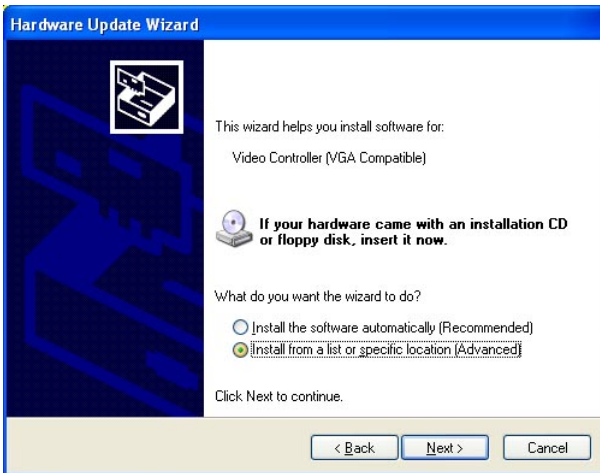 Hardware Update Wizard
This wizard helps you install software for:
Video Controller (VGA Compatible)
If your hardware came with an installation CD
or floppy disk, insert it now.
What do you want the wizard to do?
Install the software automatically (Recommended)
Install from a list or specific location (Advanced)
Click Next to continue.
< Back Next > Cancel